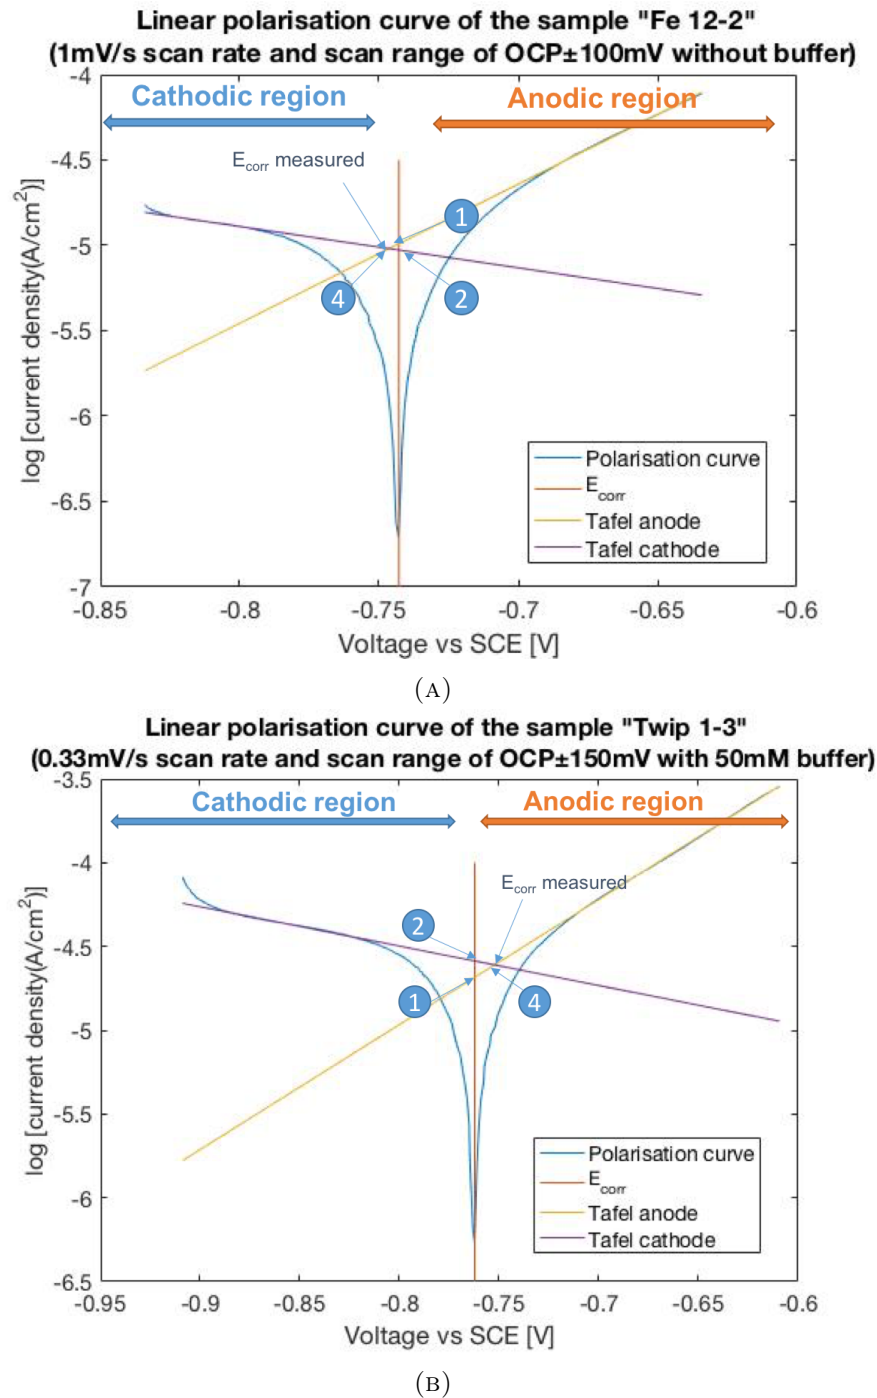 Linear polarisation curve of the sample "Fe 12-2"
(1mV/s scan rate and scan range of OCP±100mV without buffer)
Cathodic region
Anodic region
E_corr measured
1
4
2
log [current density(A/cm²)]
-4
-4.5
-5
-5.5
-6
-6.5
-7
Polarisation curve
E_corr
Tafel anode
Tafel cathode
-0.85
-0.8
-0.75
-0.7
-0.65
-0.6
Voltage vs SCE [V]
(A)
Linear polarisation curve of the sample "Twip 1-3"
(0.33mV/s scan rate and scan range of OCP±150mV with 50mM buffer)
Cathodic region
Anodic region
E_corr measured
2
1
4
log [current density(A/cm²)]
-3.5
-4
-4.5
-5
-5.5
-6
-6.5
Polarisation curve
E_corr
Tafel anode
Tafel cathode
-0.95
-0.9
-0.85
-0.8
-0.75
-0.7
-0.65
-0.6
Voltage vs SCE [V]
(B)